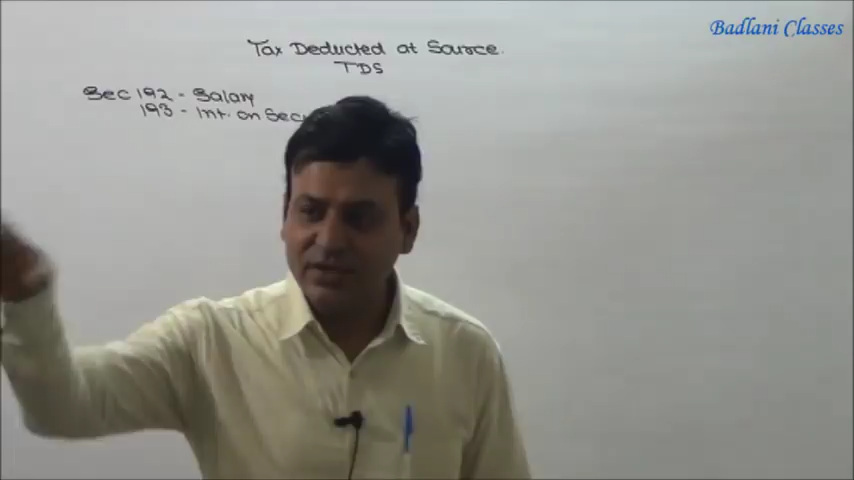 Badlani Classes
Tax Deducted at Source.
TDS
Sec 192 - Salary
193 - Int. on